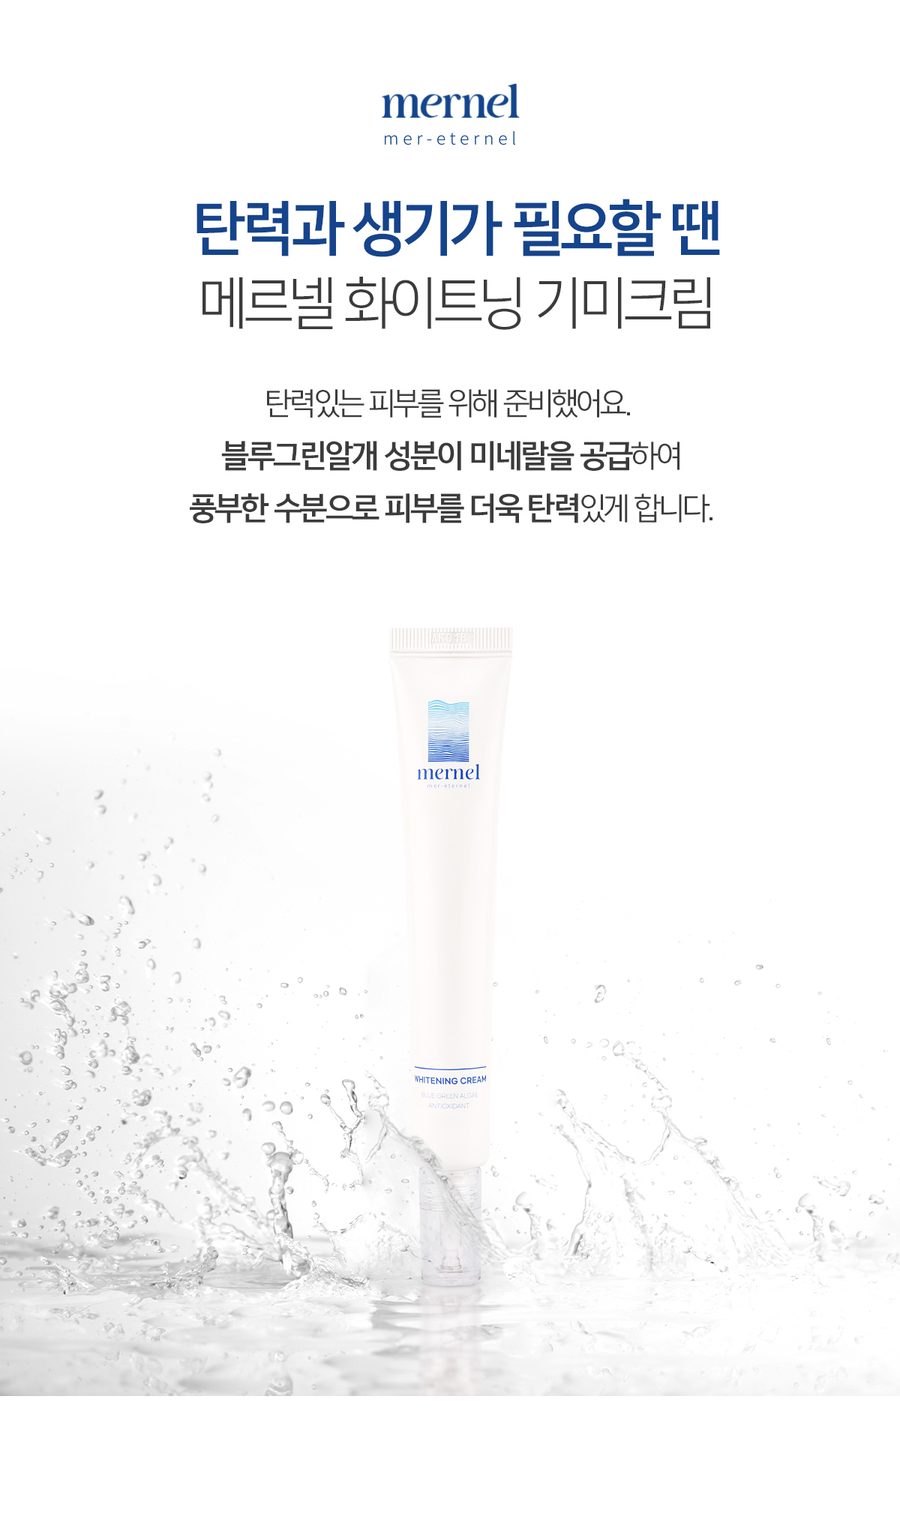 mernel
mer-eternel
탄력과 생기가 필요할 땐
메르넬 화이트닝 기미크림
탄력있는 피부를 위해 준비했어요.
블루그린알개 성분이 미네랄을 공급하여
풍부한 수분으로 피부를 더욱 탄력있게 합니다.
mernel
mer-eternel
WHITENING CREAM
BLUE GREEN ALGAE
ANTIOXIDANT